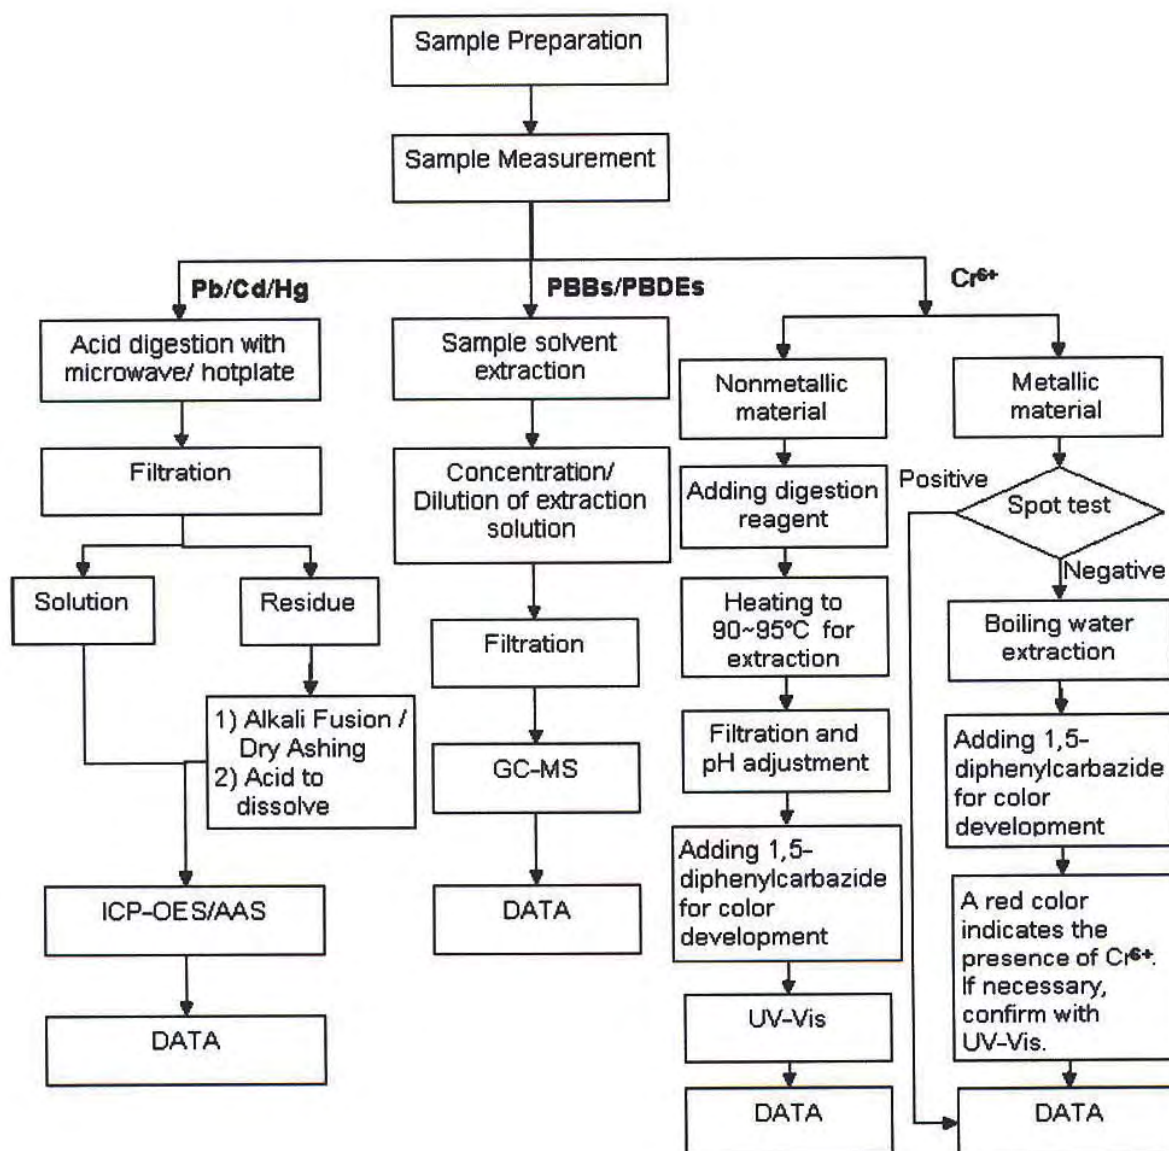 Sample Preparation
Sample Measurement
Pb/Cd/Hg
PBBs/PBDEs
Cr⁶⁺
Acid digestion with
microwave/ hotplate
Filtration
Solution
Residue
1) Alkali Fusion /
Dry Ashing
2) Acid to
dissolve
ICP-OES/AAS
DATA
Sample solvent
extraction
Concentration/
Dilution of extraction
solution
Filtration
GC-MS
DATA
Nonmetallic
material
Adding digestion
reagent
Heating to
90~95°C for
extraction
Filtration and
pH adjustment
Adding 1,5-
diphenylcarbazide
for color
development
UV-Vis
DATA
Metallic
material
Positive
Spot test
Negative
Boiling water
extraction
Adding 1,5-
diphenylcarbazide
for color
development
A red color
indicates the
presence of Cr⁶⁺.
If necessary,
confirm with
UV-Vis.
DATA